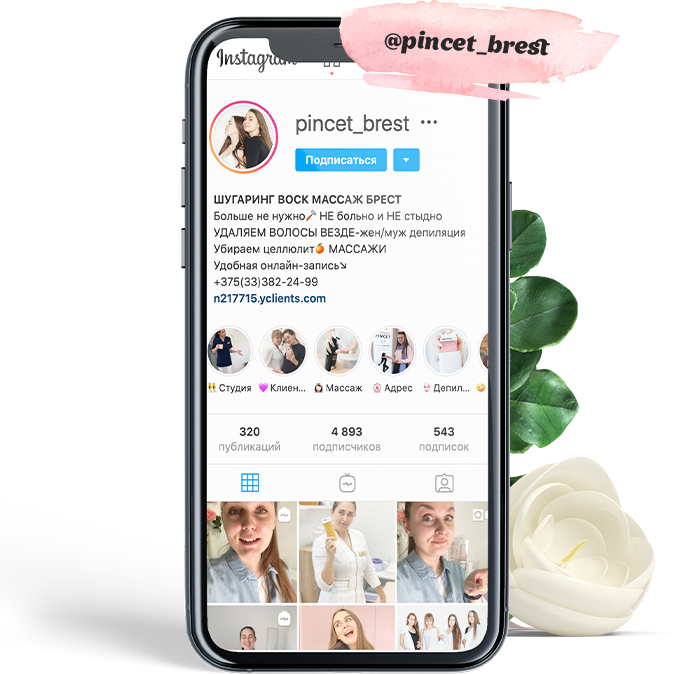 @pincet_brest
Instagram
pincet_brest
Подписаться
ШУГАРИНГ ВОСК МАССАЖ БРЕСТ
Больше не нужно🪒 НЕ больно и НЕ стыдно
УДАЛЯЕМ ВОЛОСЫ ВЕЗДЕ-жен/муж депиляция
Убираем целлюлит🍊 МАССАЖИ
Удобная онлайн-запись↘
+375(33)382-24-99
n217715.yclients.com
👯 Студия 💜 Клиен... 💆🏻 Массаж 🌸 Адрес 👙 Депил...
320 4 893 543
публикаций подписчиков подписок